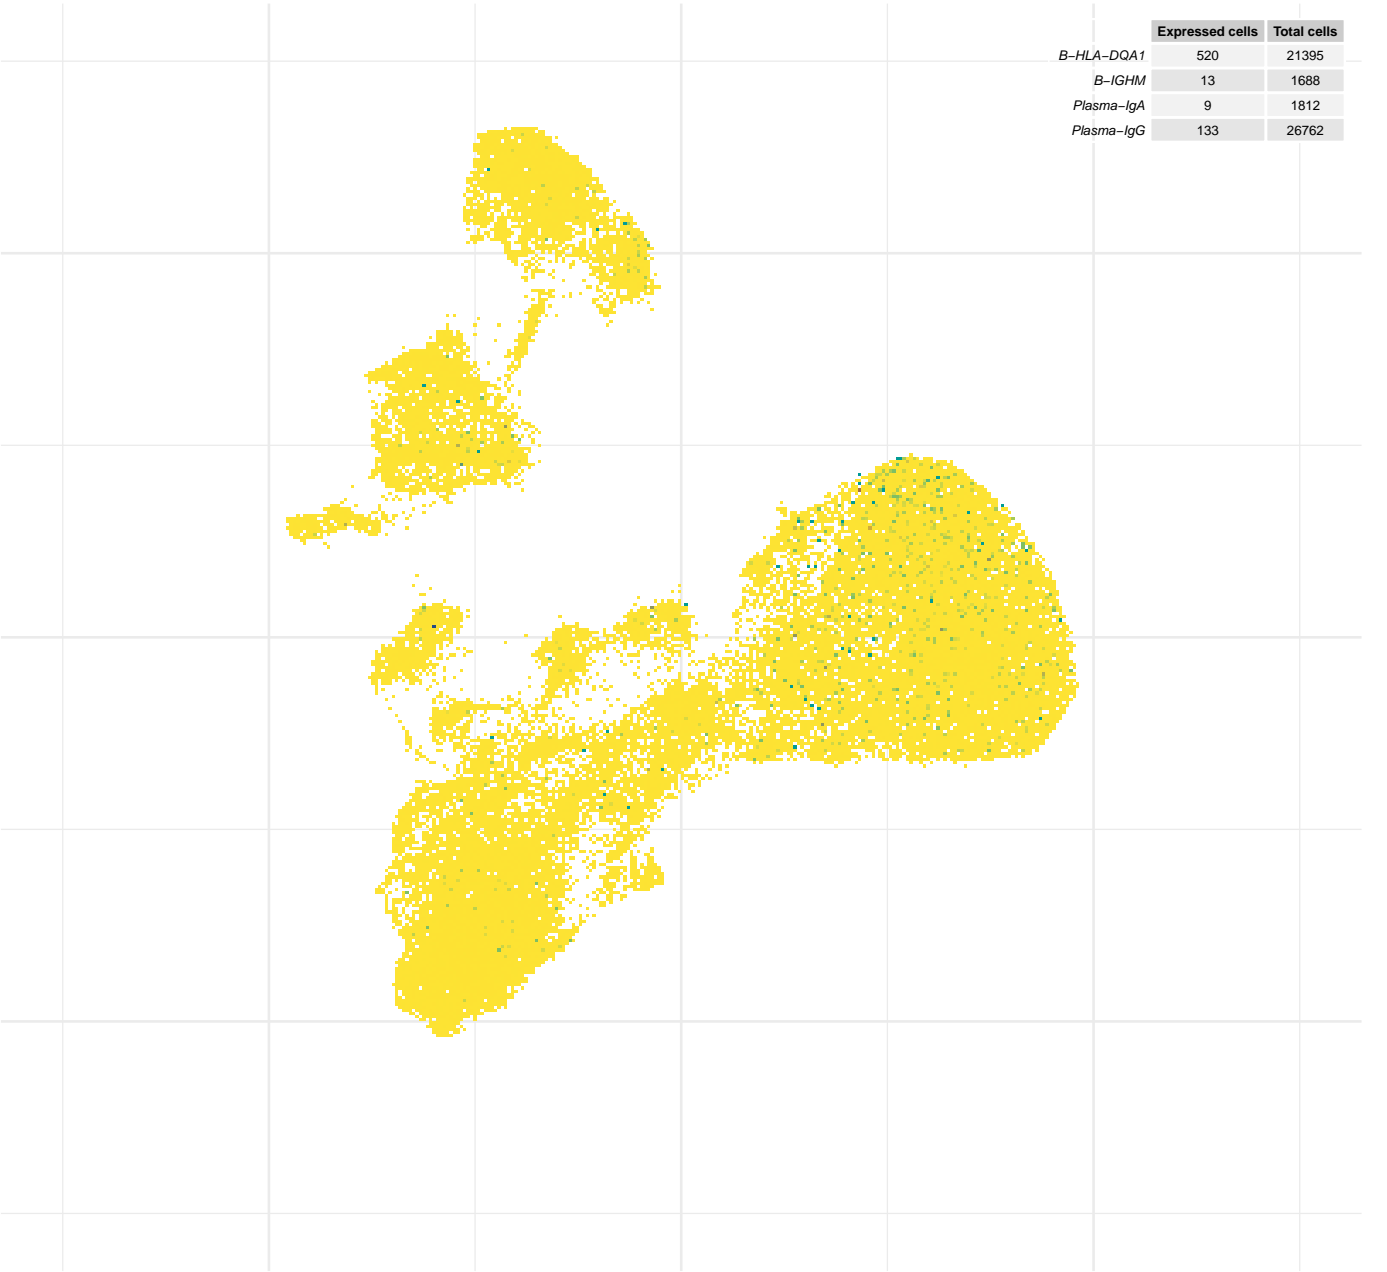 Expressed cells Total cells
B−HLA−DQA1 520 21395
B−IGHM 13 1688
Plasma−IgA 9 1812
Plasma−IgG 133 26762